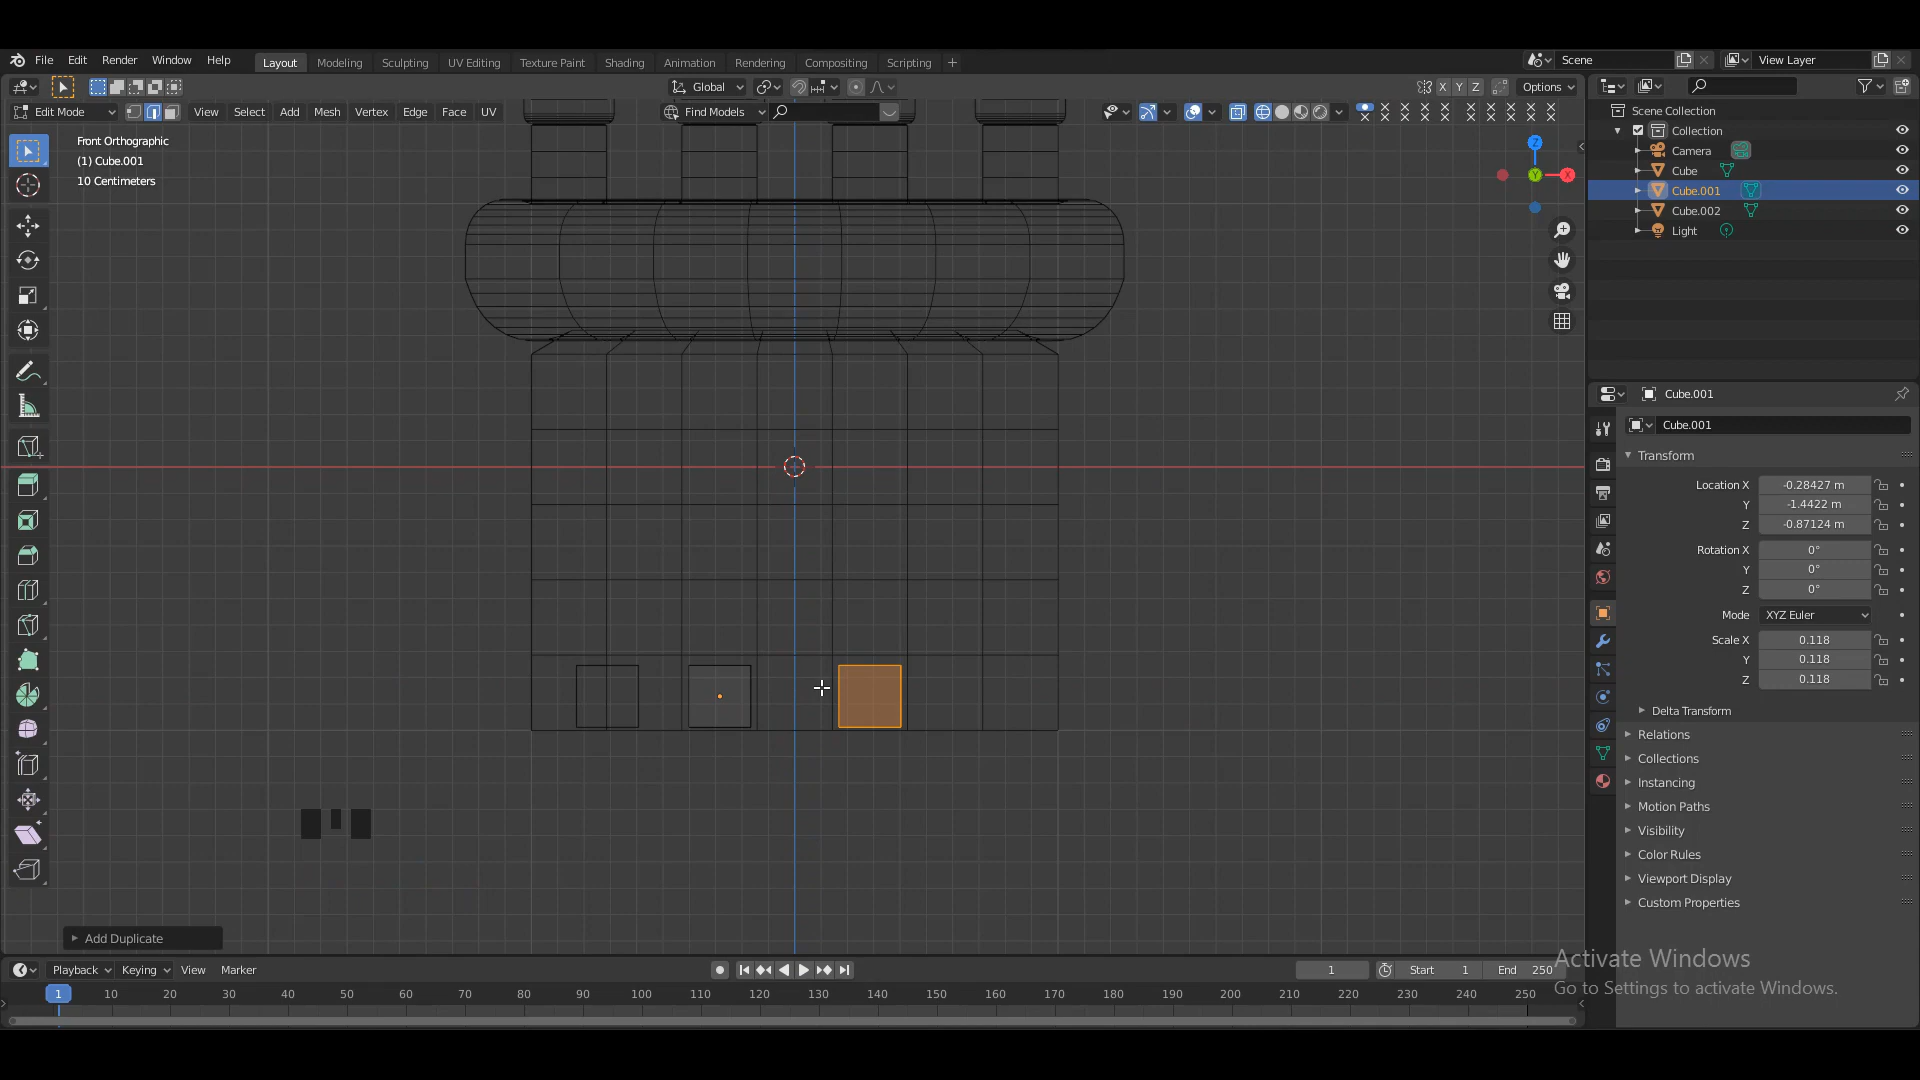 File Edit Render Window Help Layout Modeling Sculpting UV Editing Texture Paint Shading Animation Rendering Compositing Scripting + Scene View Layer
Global Options
X Y Z
Edit Mode View Select Add Mesh Vertex Edge Face UV Find Models
Front Orthographic
(1) Cube.001
10 Centimeters
Z
Y
X
Scene Collection
Collection
Camera
Cube
Cube.001
Cube.002
Light
Cube.001
Cube.001
Transform
Location X -0.28427 m
Y -1.4422 m
Z -0.87124 m
Rotation X 0°
Y 0°
Z 0°
Mode XYZ Euler
Scale X 0.118
Y 0.118
Z 0.118
Delta Transform
Relations
Collections
Instancing
Motion Paths
Visibility
Color Rules
Viewport Display
Custom Properties
Add Duplicate
Activate Windows
Go to Settings to activate Windows.
Playback Keying View Marker 1 Start 1 End 250
1 10 20 30 40 50 60 70 80 90 100 110 120 130 140 150 160 170 180 190 200 210 220 230 240 250